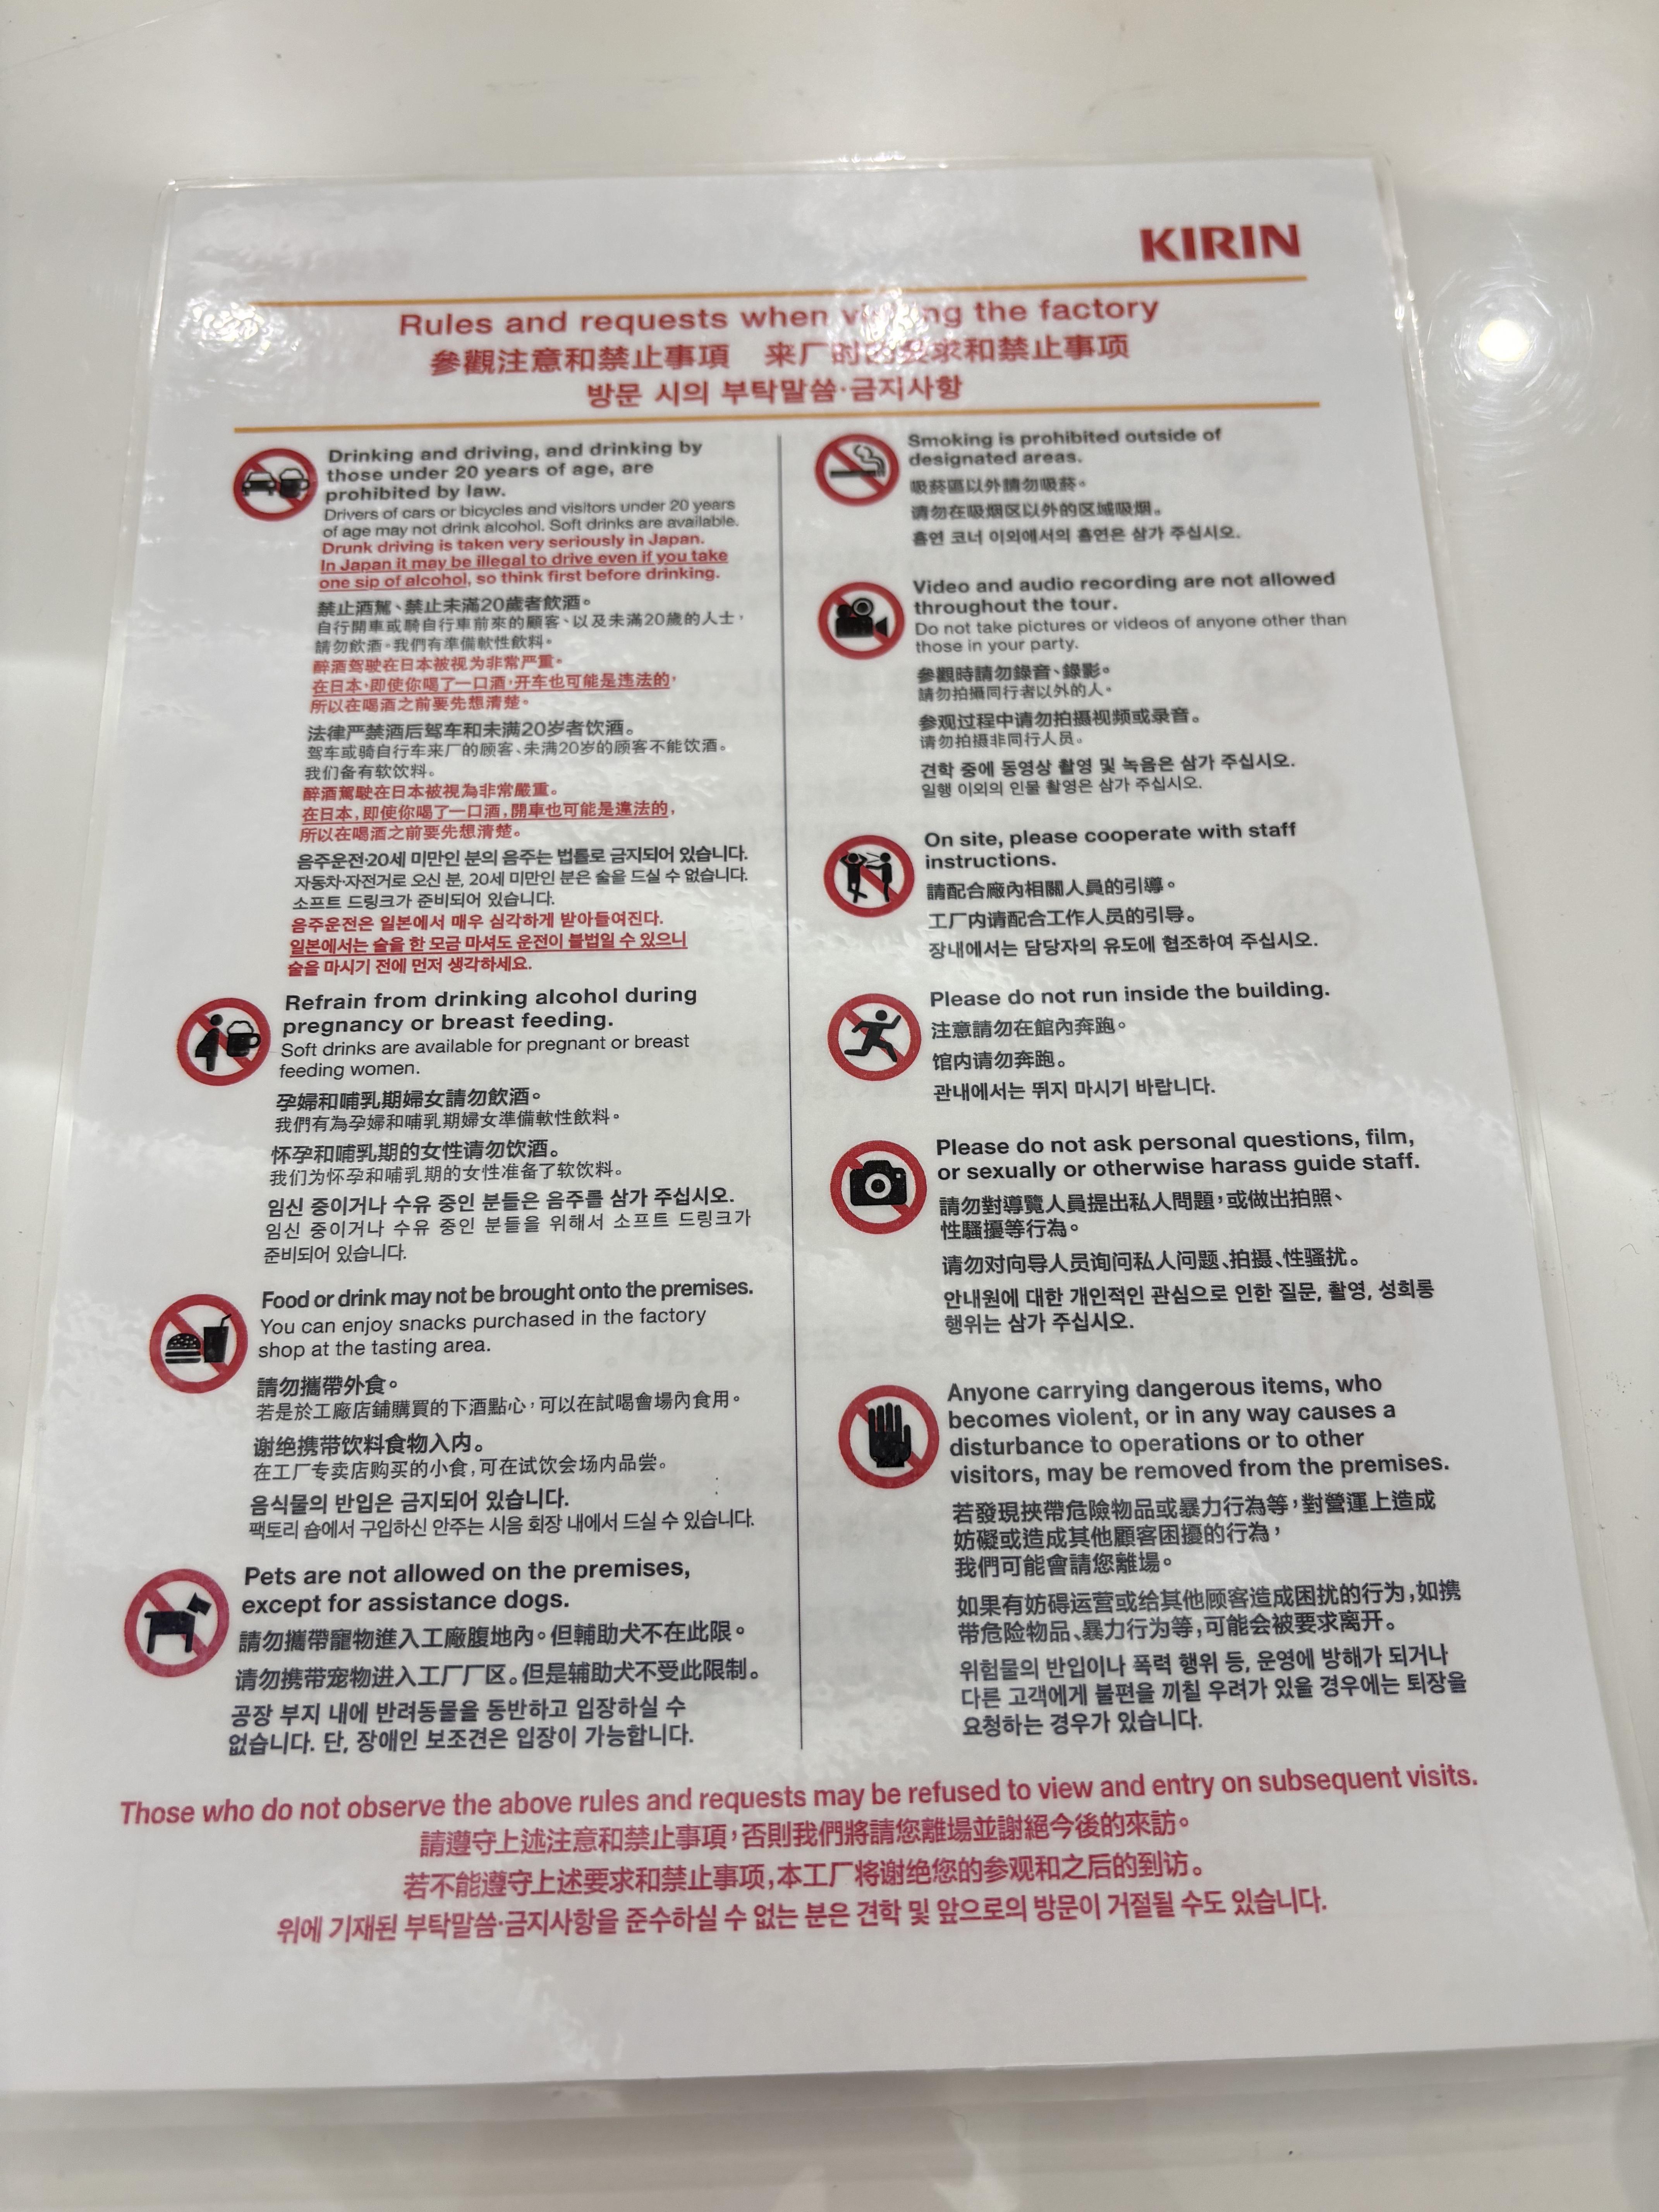 KIRIN
Rules and requests when the factory
參觀注意和禁止事項 来厂时的要求和禁止事项
방문 시의 부탁말씀·금지사항
Drinking and driving, and drinking by
those under 20 years of age, are
prohibited by law.
Drivers of cars or bicycles and visitors under 20 years
of age may not drink alcohol. Soft drinks are available.
Drunk driving is taken very seriously in Japan.
In Japan it may be illegal to drive even if you take
one sip of alcohol, so think first before drinking.
禁止酒駕、禁止未滿20歲者飲酒。
自行開車或騎自行車前來的顧客、以及未滿20歲的人士，
請勿飲酒。我們有準備軟性飲料。
醉酒驾驶在日本被视为非常严重。
在日本，即使你喝了一口酒，开车也可能是违法的，
所以在喝酒之前要先想清楚。
法律严禁酒后驾车和未满20岁者饮酒。
驾车或骑自行车来厂的顾客、未满20岁的顾客不能饮酒。
我们备有软饮料。
醉酒駕駛在日本被視為非常嚴重。
在日本，即使你喝了一口酒，開車也可能是違法的，
所以在喝酒之前要先想清楚。
음주운전·20세 미만인 분의 음주는 법률로 금지되어 있습니다.
자동차·자전거로 오신 분, 20세 미만인 분은 술을 드실 수 없습니다.
소프트 드링크가 준비되어 있습니다.
음주운전은 일본에서 매우 심각하게 받아들여진다.
일본에서는 술을 한 모금 마셔도 운전이 불법일 수 있으니
술을 마시기 전에 먼저 생각하세요.
Refrain from drinking alcohol during
pregnancy or breast feeding.
Soft drinks are available for pregnant or breast
feeding women.
孕婦和哺乳期婦女請勿飲酒。
我們有為孕婦和哺乳期婦女準備軟性飲料。
怀孕和哺乳期的女性请勿饮酒。
我们为怀孕和哺乳期的女性准备了软饮料。
임신 중이거나 수유 중인 분들은 음주를 삼가 주십시오.
임신 중이거나 수유 중인 분들을 위해서 소프트 드링크가
준비되어 있습니다.
Food or drink may not be brought onto the premises.
You can enjoy snacks purchased in the factory
shop at the tasting area.
請勿攜帶外食。
若是於工廠店鋪購買的下酒點心，可以在試喝會場內食用。
谢绝携带饮料食物入内。
在工厂专卖店购买的小食，可在试饮会场内品尝。
음식물의 반입은 금지되어 있습니다.
팩토리 숍에서 구입하신 안주는 시음 회장 내에서 드실 수 있습니다.
Pets are not allowed on the premises,
except for assistance dogs.
請勿攜帶寵物進入工廠腹地內。但輔助犬不在此限。
请勿携带宠物进入工厂厂区。但是辅助犬不受此限制。
공장 부지 내에 반려동물을 동반하고 입장하실 수
없습니다. 단, 장애인 보조견은 입장이 가능합니다.
Smoking is prohibited outside of
designated areas.
吸菸區以外請勿吸菸。
请勿在吸烟区以外的区域吸烟。
흡연 코너 이외에서의 흡연은 삼가 주십시오.
Video and audio recording are not allowed
throughout the tour.
Do not take pictures or videos of anyone other than
those in your party.
參觀時請勿錄音、錄影。
請勿拍攝同行者以外的人。
参观过程中请勿拍摄视频或录音。
请勿拍摄非同行人员。
견학 중에 동영상 촬영 및 녹음은 삼가 주십시오.
일행 이외의 인물 촬영은 삼가 주십시오.
On site, please cooperate with staff
instructions.
請配合廠內相關人員的引導。
工厂内请配合工作人员的引导。
장내에서는 담당자의 유도에 협조하여 주십시오.
Please do not run inside the building.
注意請勿在館內奔跑。
馆内请勿奔跑。
관내에서는 뛰지 마시기 바랍니다.
Please do not ask personal questions, film,
or sexually or otherwise harass guide staff.
請勿對導覽人員提出私人問題，或做出拍照、
性騷擾等行為。
请勿对向导人员询问私人问题、拍摄、性骚扰。
안내원에 대한 개인적인 관심으로 인한 질문, 촬영, 성희롱
행위는 삼가 주십시오.
Anyone carrying dangerous items, who
becomes violent, or in any way causes a
disturbance to operations or to other
visitors, may be removed from the premises.
若發現挾帶危險物品或暴力行為等，對營運上造成
妨礙或造成其他顧客困擾的行為，
我們可能會請您離場。
如果有妨碍运营或给其他顾客造成困扰的行为，如携
带危险物品、暴力行为等，可能会被要求离开。
위험물의 반입이나 폭력 행위 등, 운영에 방해가 되거나
다른 고객에게 불편을 끼칠 우려가 있을 경우에는 퇴장을
요청하는 경우가 있습니다.
Those who do not observe the above rules and requests may be refused to view and entry on subsequent visits.
請遵守上述注意和禁止事項，否則我們將請您離場並謝絕今後的來訪。
若不能遵守上述要求和禁止事项，本工厂将谢绝您的参观和之后的到访。
위에 기재된 부탁말씀·금지사항을 준수하실 수 없는 분은 견학 및 앞으로의 방문이 거절될 수도 있습니다.